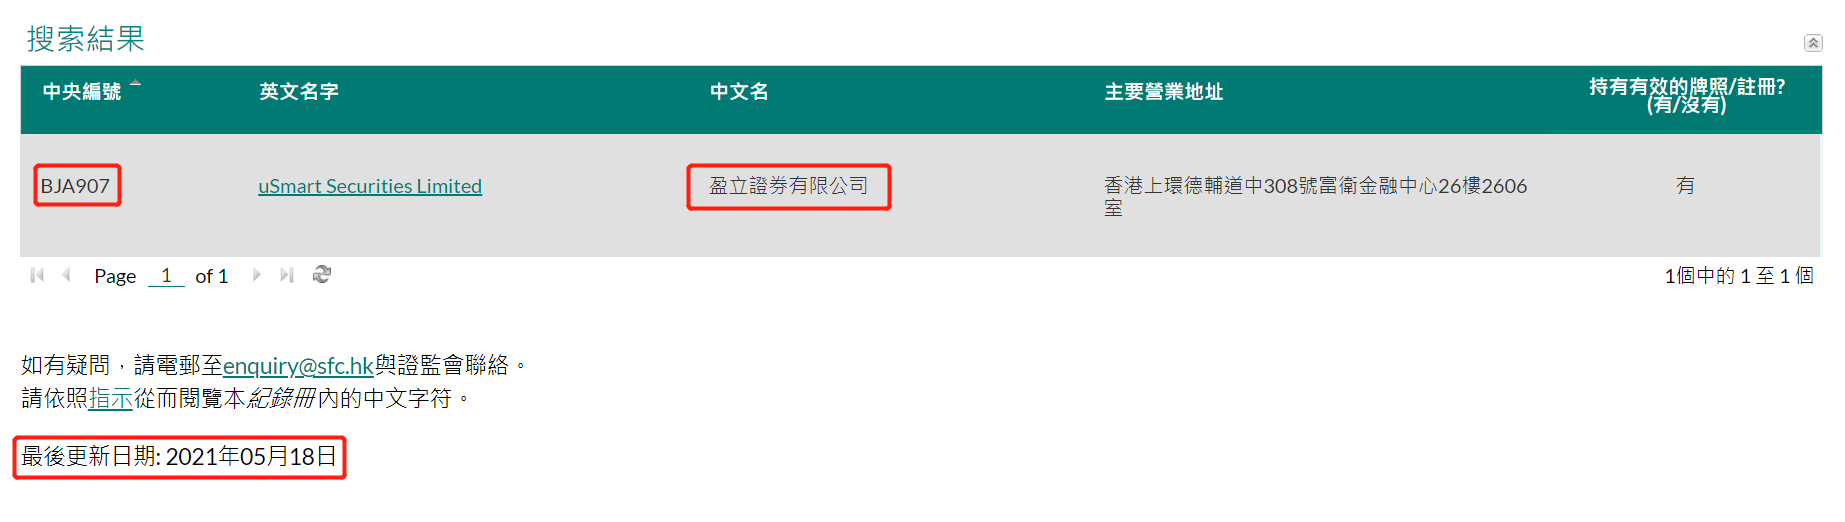 搜索結果
中央編號 英文名字 中文名 主要營業地址 持有有效的牌照/註冊?
(有/沒有)
BJA907 uSmart Securities Limited 盈立證券有限公司 香港上環德輔道中308號富衛金融中心26樓2606 有
室
Page 1 of 1 1個中的 1 至 1 個
如有疑問，請電郵至enquiry@sfc.hk與證監會聯絡。
請依照指示從而閱覽本紀錄冊內的中文字符。
最後更新日期: 2021年05月18日